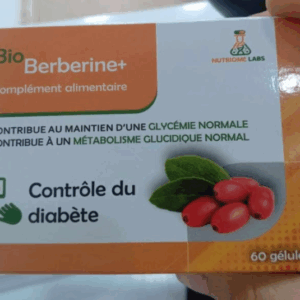 Bio
Berberine+
omplément alimentaire
NUTRIOME LABS
ONTRIBUE AU MAINTIEN D'UNE GLYCÉMIE NORMALE
ONTRIBUE À UN MÉTABOLISME GLUCIDIQUE NORMAL
Contrôle du
diabète
60 gélule